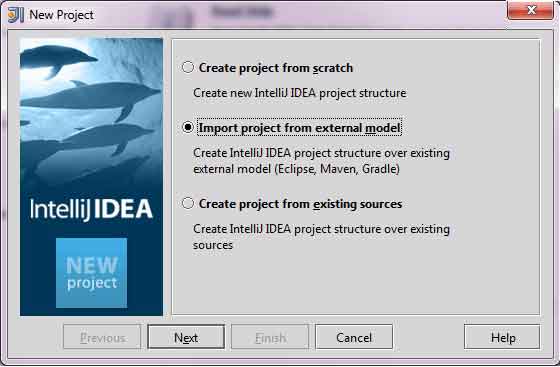 New Project
Create project from scratch
Create new IntelliJ IDEA project structure
Import project from external model
Create IntelliJ IDEA project structure over existing
external model (Eclipse, Maven, Gradle)
Create project from existing sources
Create IntelliJ IDEA project structure over existing
sources
IntelliJ IDEA
NEW
project
Previous
Next
Finish
Cancel
Help